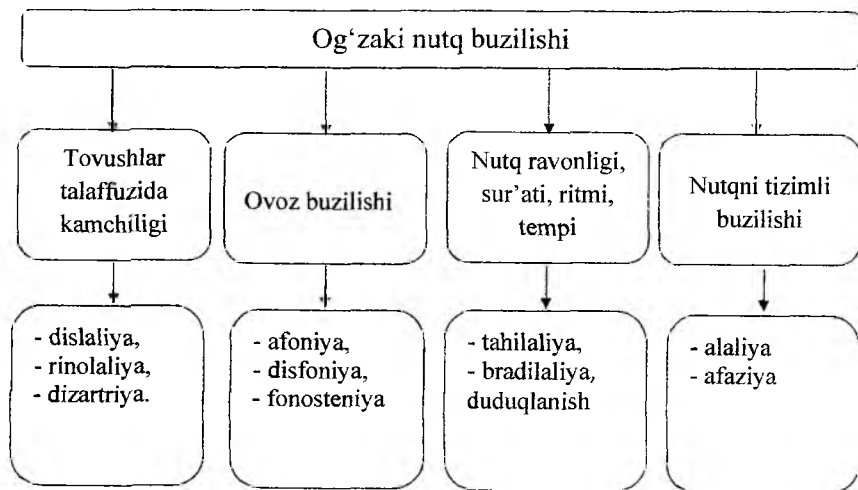 Og‘zaki nutq buzilishi
Tovushlar
talaffuzida
kamchiligi
Ovoz buzilishi
Nutq ravonligi,
sur’ati, ritmi,
tempi
Nutqni tizimli
buzilishi
- dislaliya,
- rinolaliya,
- dizartriya.
- afoniya,
- disfoniya,
- fonosteniya
- tahilaliya,
- bradilaliya,
duduqlanish
- alaliya
- afaziya